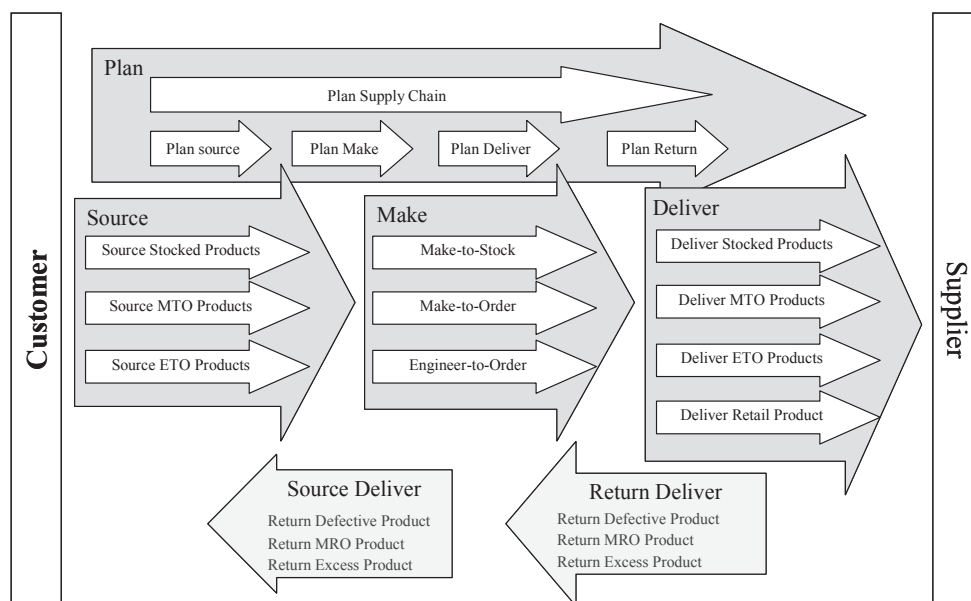 Customer
Plan
Plan Supply Chain
Plan source
Plan Make
Plan Deliver
Plan Return
Source
Source Stocked Products
Source MTO Products
Source ETO Products
Make
Make-to-Stock
Make-to-Order
Engineer-to-Order
Deliver
Deliver Stocked Products
Deliver MTO Products
Deliver ETO Products
Deliver Retail Product
Source Deliver
Return Defective Product
Return MRO Product
Return Excess Product
Return Deliver
Return Defective Product
Return MRO Product
Return Excess Product
Supplier